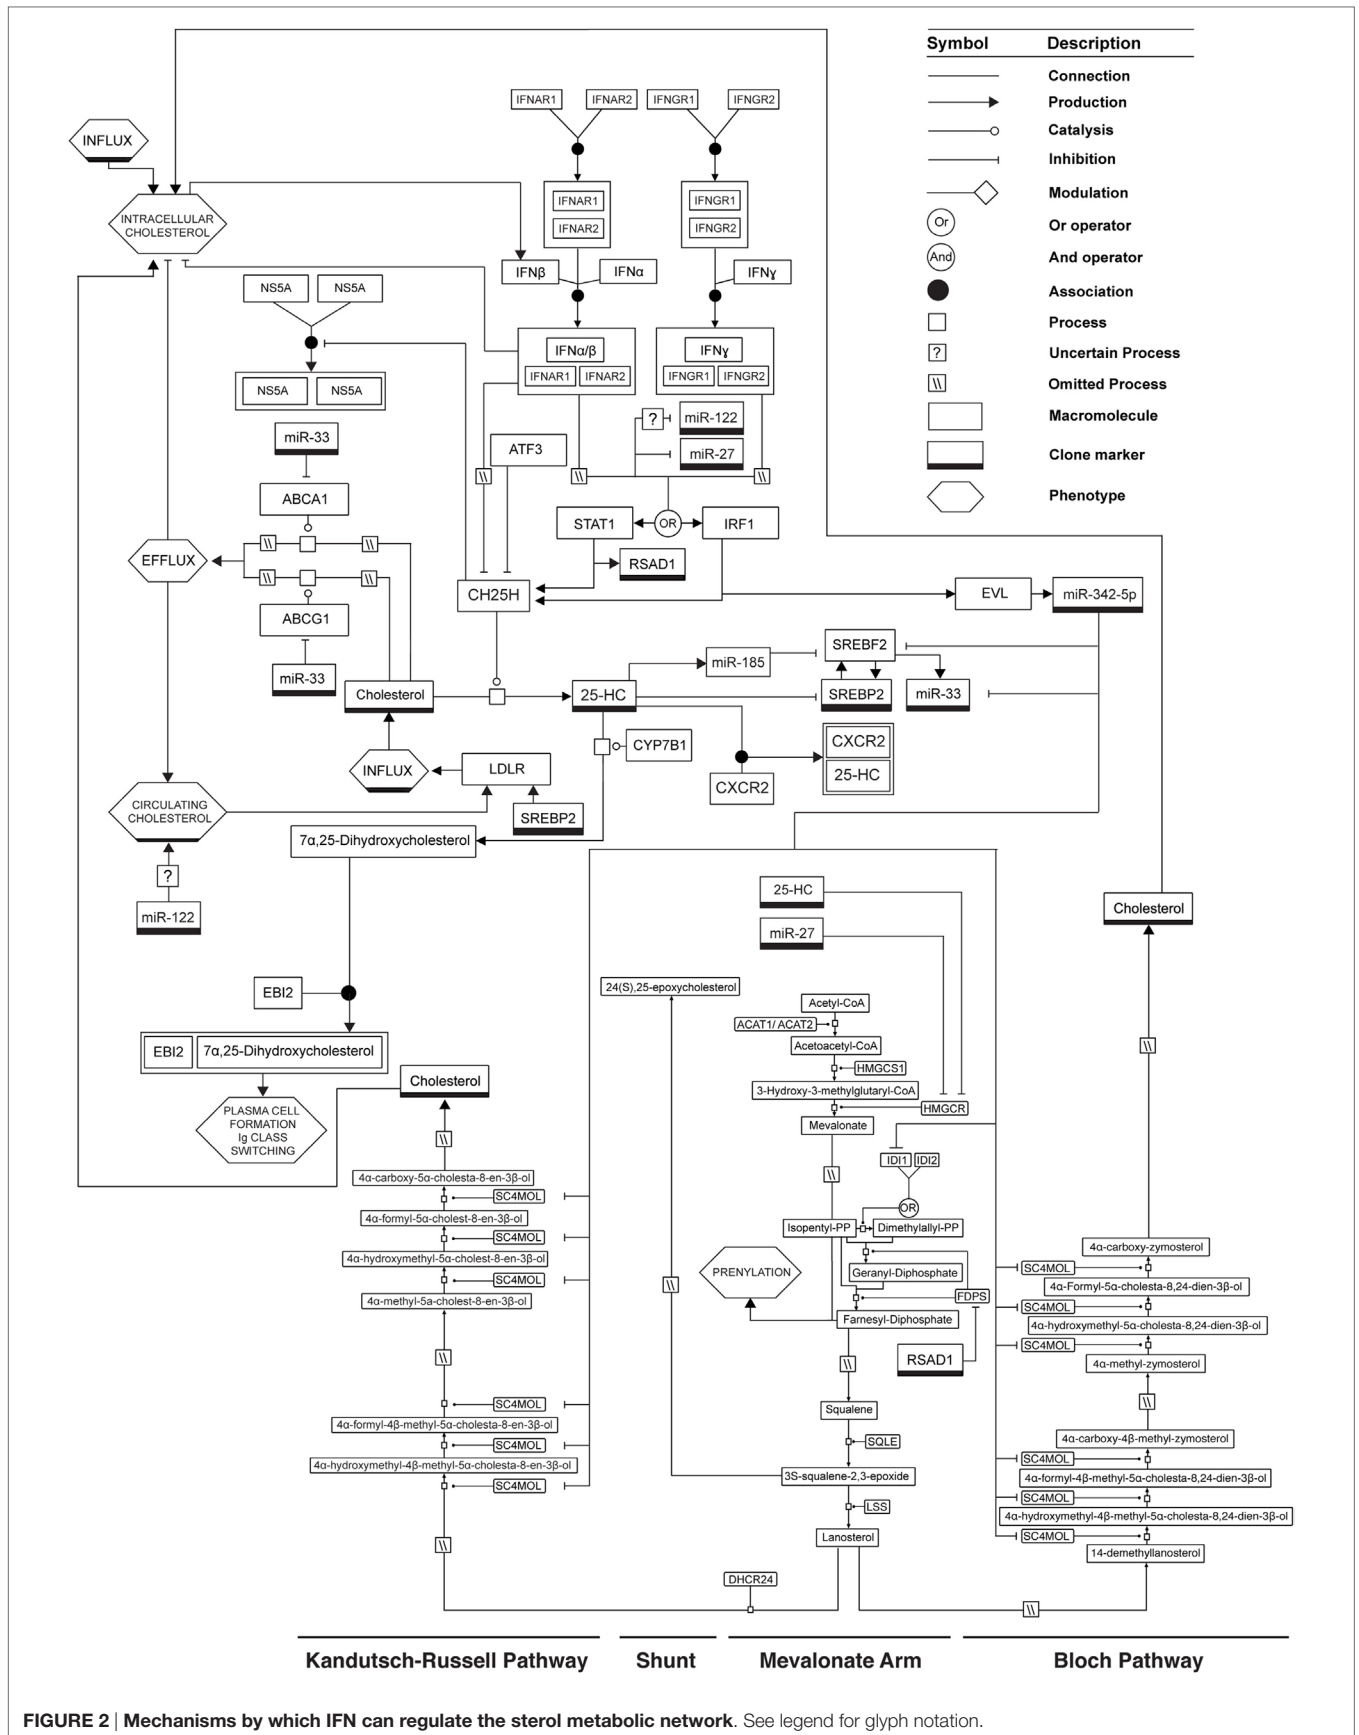 Symbol Description
Connection
Production
Catalysis
Inhibition
Modulation
Or Or operator
And And operator
Association
Process
? Uncertain Process
\\ Omitted Process
Macromolecule
Clone marker
Phenotype
INFLUX
INTRACELLULAR
CHOLESTEROL
IFNAR1 IFNAR2 IFNGR1 IFNGR2
IFNAR1
IFNAR2
IFNGR1
IFNGR2
IFNβ IFNα IFNɣ
NS5A NS5A
IFNα/β
IFNAR1 IFNAR2
IFNɣ
IFNGR1 IFNGR2
NS5A NS5A
miR-33
? miR-122
miR-27
ATF3
\\ \\ \\
ABCA1
STAT1 OR IRF1
\\ \\
EFFLUX
RSAD1
\\ \\
CH25H
EVL miR-342-5p
ABCG1
miR-33
SREBF2
miR-185
Cholesterol 25-HC SREBP2 miR-33
CYP7B1
CXCR2
25-HC
INFLUX LDLR
CXCR2
CIRCULATING
CHOLESTEROL
SREBP2
7α,25-Dihydroxycholesterol
?
miR-122
25-HC
miR-27
Cholesterol
24(S),25-epoxycholesterol
EBI2
EBI2 7α,25-Dihydroxycholesterol
PLASMA CELL
FORMATION
Ig CLASS
SWITCHING
Cholesterol
\\
4α-carboxy-5α-cholesta-8-en-3β-ol
SC4MOL
4α-formyl-5α-cholest-8-en-3β-ol
SC4MOL
4α-hydroxymethyl-5α-cholest-8-en-3β-ol
SC4MOL
4α-methyl-5a-cholest-8-en-3β-ol
\\
SC4MOL
4α-formyl-4β-methyl-5α-cholesta-8-en-3β-ol
SC4MOL
4α-hydroxymethyl-4β-methyl-5α-cholesta-8-en-3β-ol
SC4MOL
\\
\\
Acetyl-CoA
ACAT1/ ACAT2
Acetoacetyl-CoA
HMGCS1
3-Hydroxy-3-methylglutaryl-CoA
HMGCR
Mevalonate
IDI1 IDI2
\\
OR
Isopentyl-PP Dimethylallyl-PP
PRENYLATION
Geranyl-Diphosphate
FDPS
Farnesyl-Diphosphate
\\
RSAD1
Squalene
SQLE
3S-squalene-2,3-epoxide
LSS
Lanosterol
DHCR24
\\
4α-carboxy-zymosterol
SC4MOL
4α-Formyl-5α-cholesta-8,24-dien-3β-ol
SC4MOL
4α-hydroxymethyl-5α-cholesta-8,24-dien-3β-ol
SC4MOL
4α-methyl-zymosterol
\\
4α-carboxy-4β-methyl-zymosterol
SC4MOL
4α-formyl-4β-methyl-5α-cholesta-8,24-dien-3β-ol
SC4MOL
4α-hydroxymethyl-4β-methyl-5α-cholesta-8,24-dien-3β-ol
SC4MOL
14-demethyllanosterol
\\
Kandutsch-Russell Pathway Shunt Mevalonate Arm Bloch Pathway
FIGURE 2 | Mechanisms by which IFN can regulate the sterol metabolic network. See legend for glyph notation.